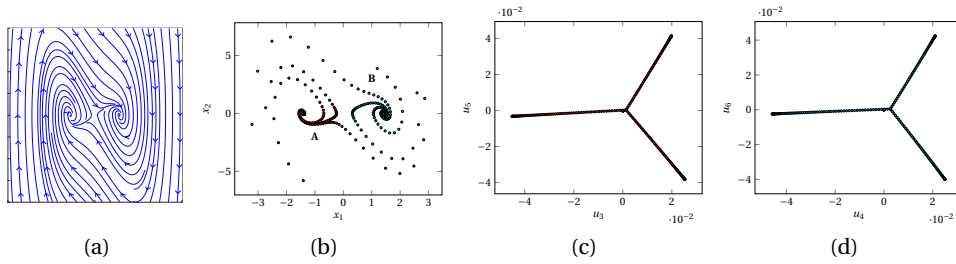 x₂
5
0
−5
−3 −2 −1 0 1 2 3
x₁
A
B
·10⁻²
u₅
4
2
0
−2
−4
−4 −2 0 2
·10⁻²
u₃
·10⁻²
u₆
4
2
0
−2
−4
−4 −2 0 2
·10⁻²
u₄
(a) (b) (c) (d)